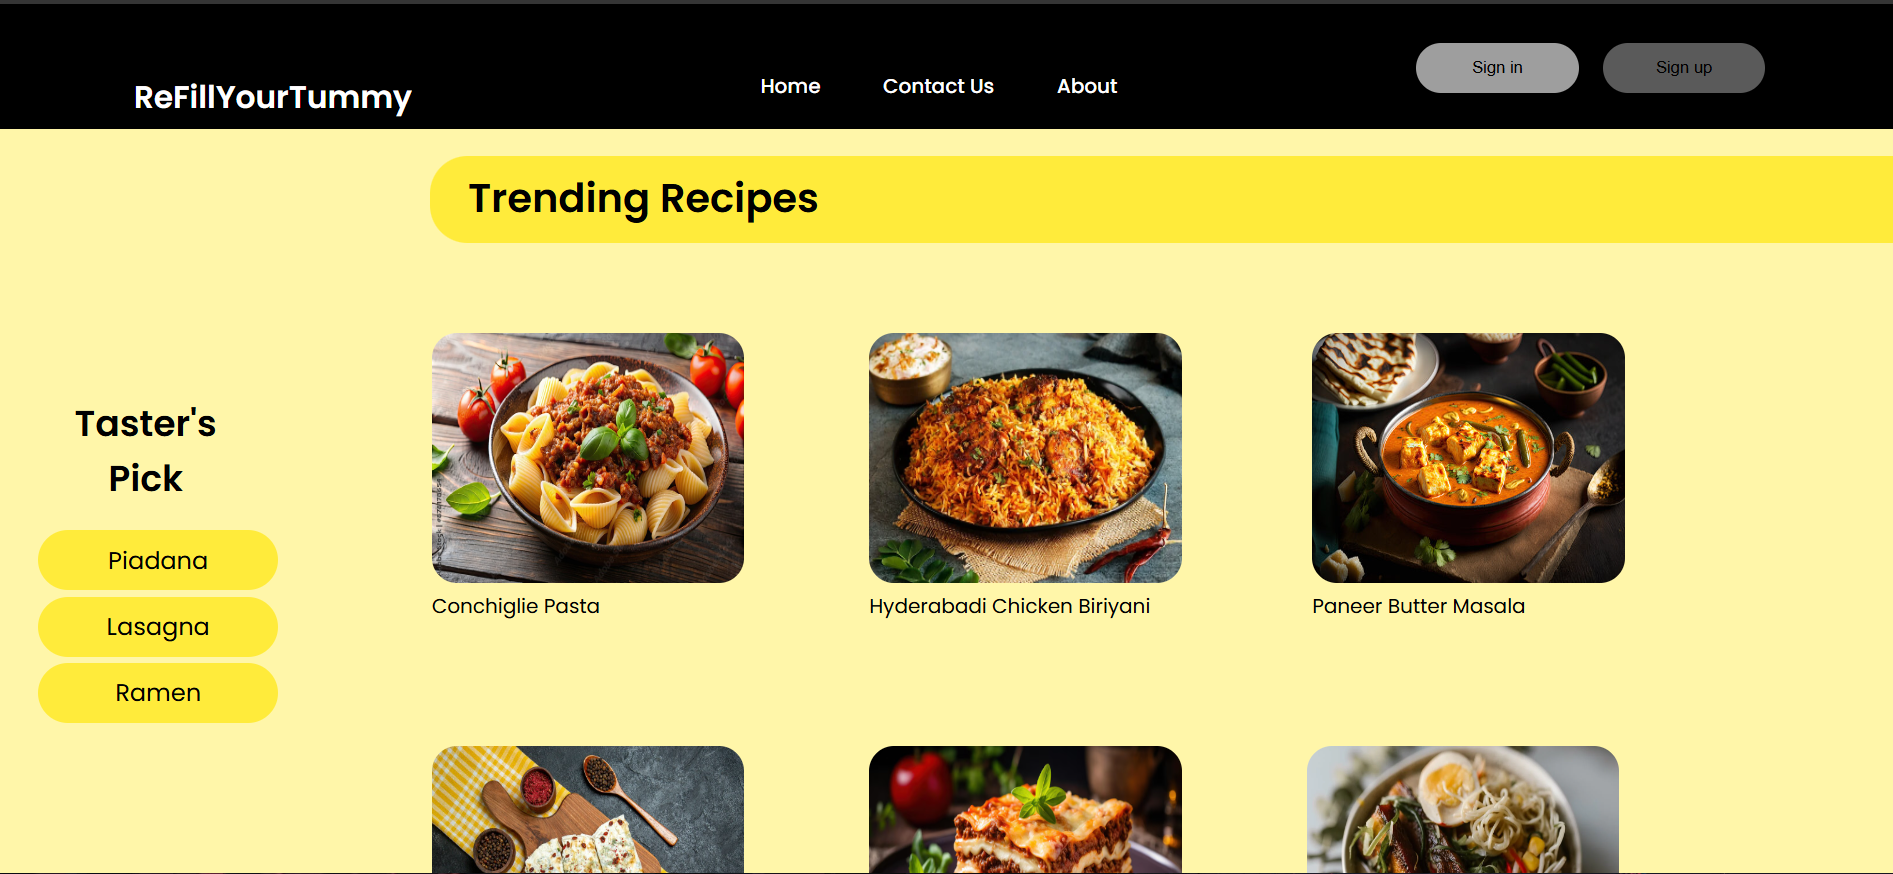 ReFillYourTummy
Home
Contact Us
About
Sign in
Sign up
Trending Recipes
Taster's
Pick
Piadana
Lasagna
Ramen
Conchiglie Pasta
Hyderabadi Chicken Biriyani
Paneer Butter Masala